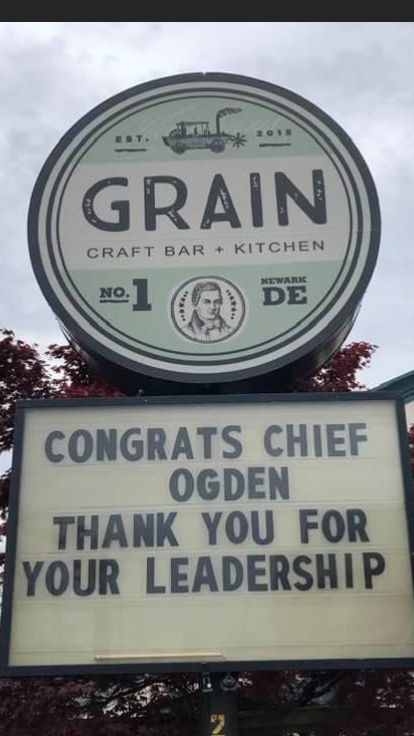 EST. 2015
GRAIN
CRAFT BAR + KITCHEN
NO. 1
NEWARK
DE
CONGRATS CHIEF
OGDEN
THANK YOU FOR
YOUR LEADERSHIP